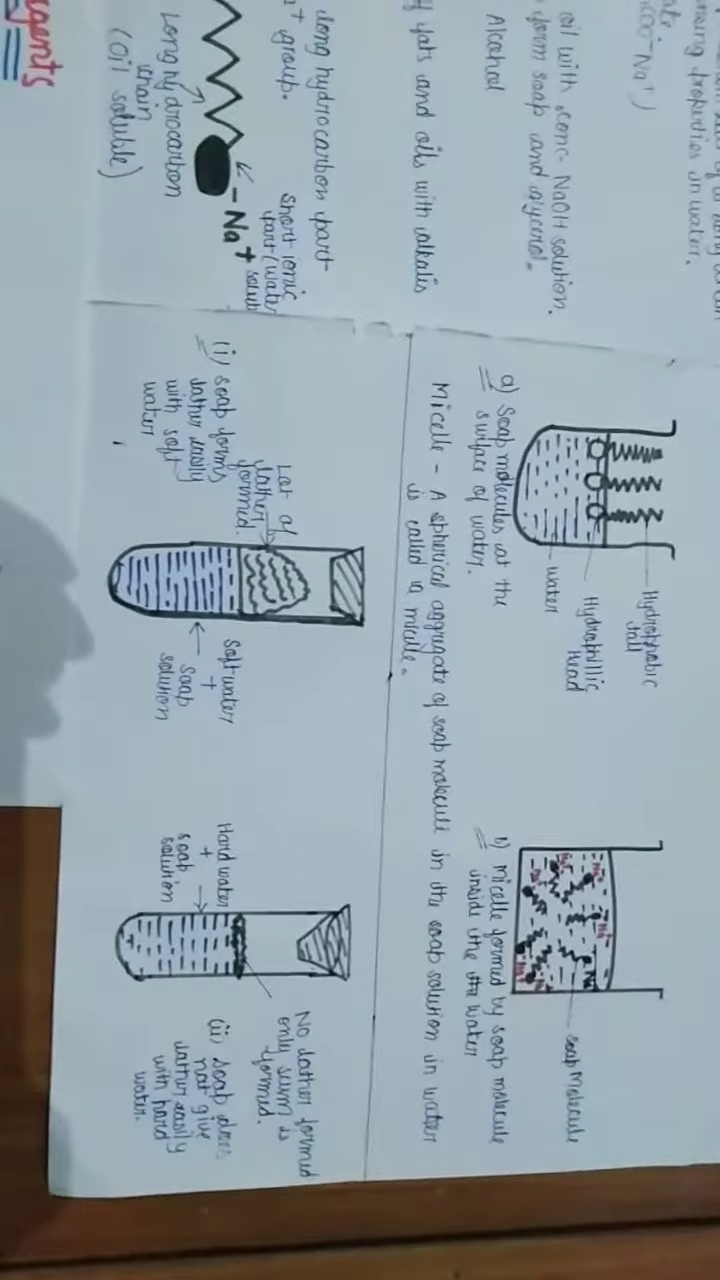 properties in water.
COO⁻Na⁺)
oil with conc. NaOH solution.
form soap and glycerol.
Alcohol
fats and oils with alkalis
long hydrocarbon part
group.
short ionic
part (water
-Na+
Long hydrocarbon
chain
(Oil soluble)
Hydrophobic
tail
Hydrophillic
Head
water
a) Soap molecules at the
surface of water.
soap molecule
b) Micelle formed by soap molecule
inside the the water
Micelle - A spherical aggregate of soap molecule in the soap solution in water
is called a micelle.
Lot of
lather
formed.
(i) soap forms
lather easily
with soft
water
Soft water
+
soap
solution
Hard water
+
soap
solution
No lather formed
only scum is
formed.
(ii) soap does
not give
lather easily
with hard
water.